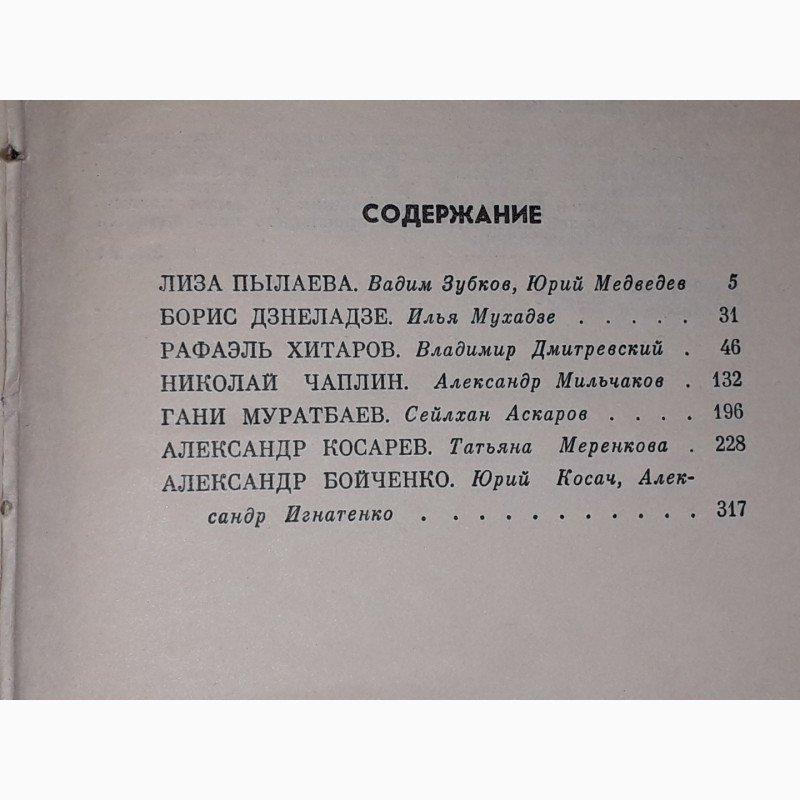 СОДЕРЖАНИЕ
ЛИЗА ПЫЛАЕВА. Вадим Зубков, Юрий Медведев 5
БОРИС ДЗНЕЛАДЗЕ. Илья Мухадзе . . . . . 31
РАФАЭЛЬ ХИТАРОВ. Владимир Дмитревский . 46
НИКОЛАЙ ЧАПЛИН. Александр Мильчаков . 132
ГАНИ МУРАТБАЕВ. Сейлхан Аскаров . . . . 196
АЛЕКСАНДР КОСАРЕВ. Татьяна Меренкова . 228
АЛЕКСАНДР БОЙЧЕНКО. Юрий Косач, Алек-
сандр Игнатенко . . . . . . . . . . . 317